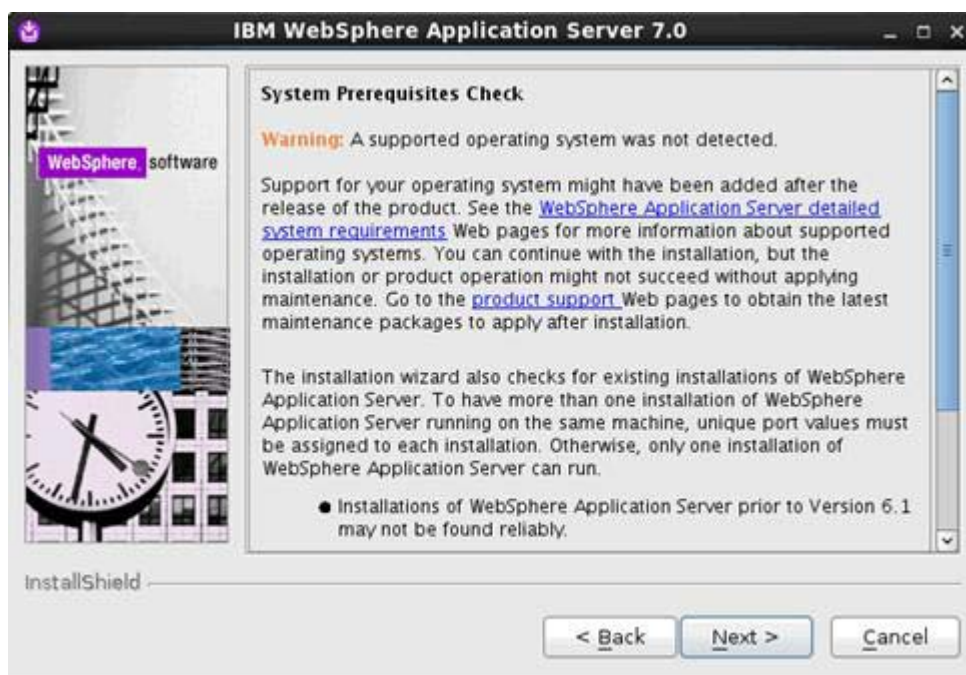 IBM WebSphere Application Server 7.0
WebSphere software
System Prerequisites Check
Warning: A supported operating system was not detected.
Support for your operating system might have been added after the
release of the product. See the WebSphere Application Server detailed
system requirements Web pages for more information about supported
operating systems. You can continue with the installation, but the
installation or product operation might not succeed without applying
maintenance. Go to the product support Web pages to obtain the latest
maintenance packages to apply after installation.
The installation wizard also checks for existing installations of WebSphere
Application Server. To have more than one installation of WebSphere
Application Server running on the same machine, unique port values must
be assigned to each installation. Otherwise, only one installation of
WebSphere Application Server can run.
● Installations of WebSphere Application Server prior to Version 6.1
may not be found reliably.
InstallShield
< Back Next > Cancel